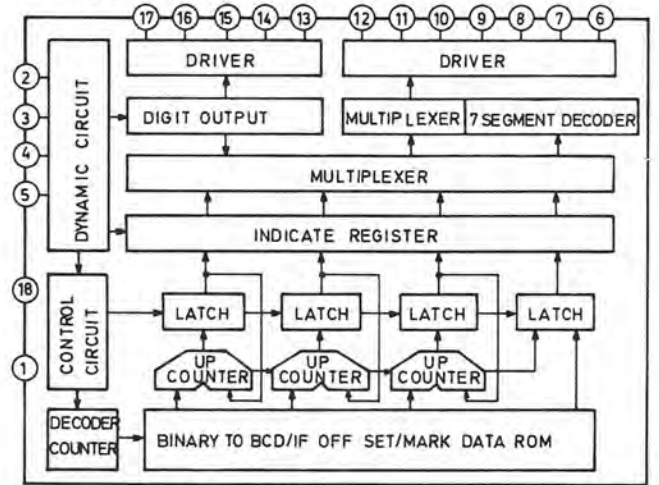 17 16 15 14 13 12 11 10 9 8 7 6
DRIVER DRIVER
2
3
4
5
DYNAMIC CIRCUIT
DIGIT OUTPUT
MULTIPLEXER 7 SEGMENT DECODER
MULTIPLEXER
INDICATE REGISTER
18
1
CONTROL
CIRCUIT
LATCH LATCH LATCH LATCH
UP
COUNTER
UP
COUNTER
UP
COUNTER
DECODER
COUNTER
BINARY TO BCD/IF OFF SET/MARK DATA ROM